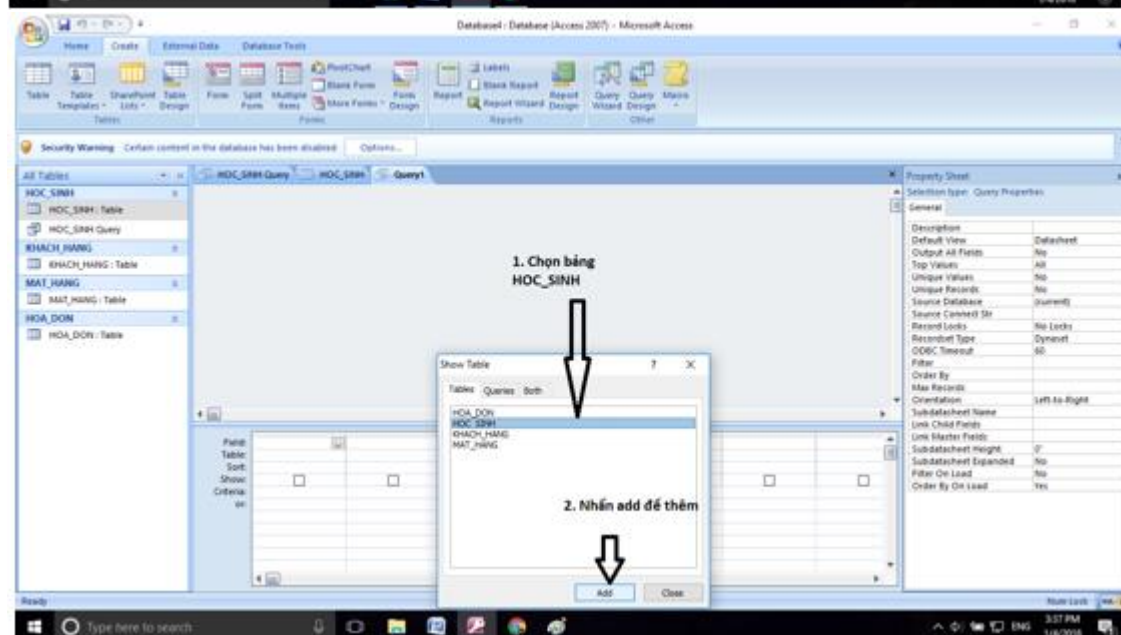 Database4 : Database (Access 2007) - Microsoft Access
Home Create External Data Database Tools
Table Table Templates SharePoint Lists Table Design
Tables
Form Split Form Multiple Items PivotChart Blank Form More Forms Form Design
Forms
Report Labels Blank Report Report Wizard Report Design
Reports
Query Wizard Query Design Macro
Other
Security Warning Certain content in the database has been disabled Options...
All Tables
HOC_SINH
HOC_SINH : Table
HOC_SINH Query
KHACH_HANG
KHACH_HANG : Table
MAT_HANG
MAT_HANG : Table
HOA_DON
HOA_DON : Table
HOC_SINH Query HOC_SINH Query1
1. Chọn bảng
HOC_SINH
Show Table ? X
Tables Queries Both
HOA_DON
HOC_SINH
KHACH_HANG
MAT_HANG
2. Nhấn add để thêm
Add Close
Field:
Table:
Sort:
Show:
Criteria:
or:
Property Sheet
Selection type: Query Properties
General
Description
Default View Datasheet
Output All Fields No
Top Values All
Unique Values No
Unique Records No
Source Database (current)
Source Connect Str
Record Locks No Locks
Recordset Type Dynaset
ODBC Timeout 60
Filter
Order By
Max Records
Orientation Left-to-Right
Subdatasheet Name
Link Child Fields
Link Master Fields
Subdatasheet Height 0"
Subdatasheet Expanded No
Filter On Load No
Order By On Load Yes
Ready
Num Lock
Type here to search
ENG
3:57 PM